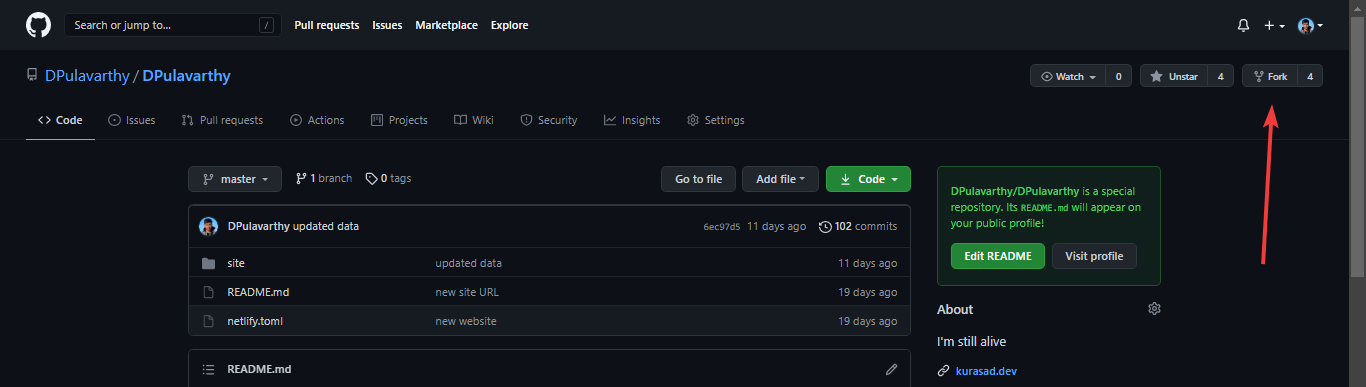 Search or jump to... / Pull requests Issues Marketplace Explore
DPulavarthy / DPulavarthy Watch 0 Unstar 4 Fork 4
Code Issues Pull requests Actions Projects Wiki Security Insights Settings
master 1 branch 0 tags Go to file Add file Code
DPulavarthy updated data 6ec97d5 11 days ago 102 commits
site updated data 11 days ago
README.md new site URL 19 days ago
netlify.toml new website 19 days ago
README.md
DPulavarthy/DPulavarthy is a special
repository. Its README.md will appear on
your public profile!
Edit README Visit profile
About
I'm still alive
kurasad.dev